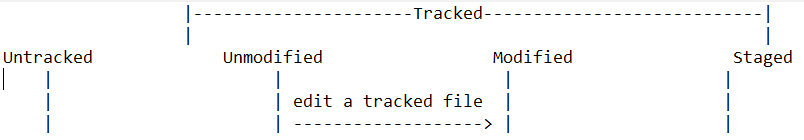 |----------------------Tracked----------------------------|
| |
Untracked Unmodified Modified Staged
| | | |
| | edit a tracked file | |
| | -------------------> | |